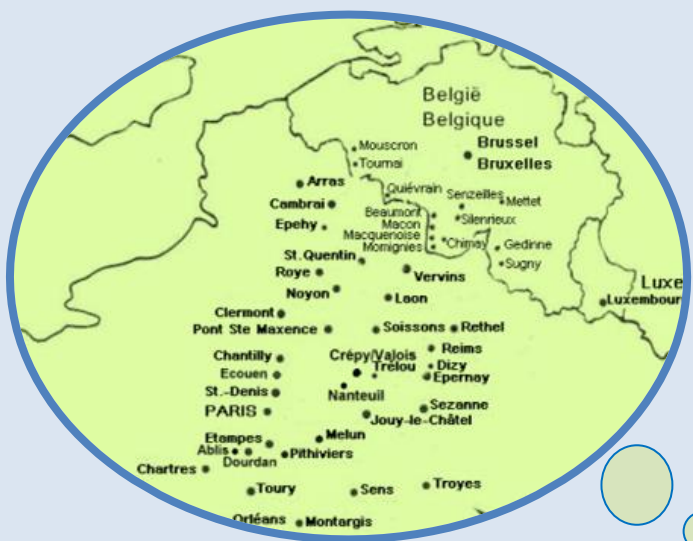 België
Belgique
Brussel
Bruxelles
Mouscron
Tournai
Arras
Quiévrain
Senzeilles
Mettet
Cambrai
Beaumont
Silenrieux
Epehy
Macon
Macquenoise
Momignies
Chimay
Gedinne
St.Quentin
Sugny
Roye
Vervins
Luxe
Noyon
Laon
Luxembour
Clermont
Pont Ste Maxence
Soissons
Rethel
Reims
Chantilly
Crépy/Valois
Ecouen
Trélou
Dizy
Epernay
St.-Denis
Nanteuil
PARIS
Sezanne
Jouy-le-Châtel
Etampes
Melun
Ablis
Dourdan
Pithiviers
Chartres
Toury
Sens
Troyes
Orléans
Montargis